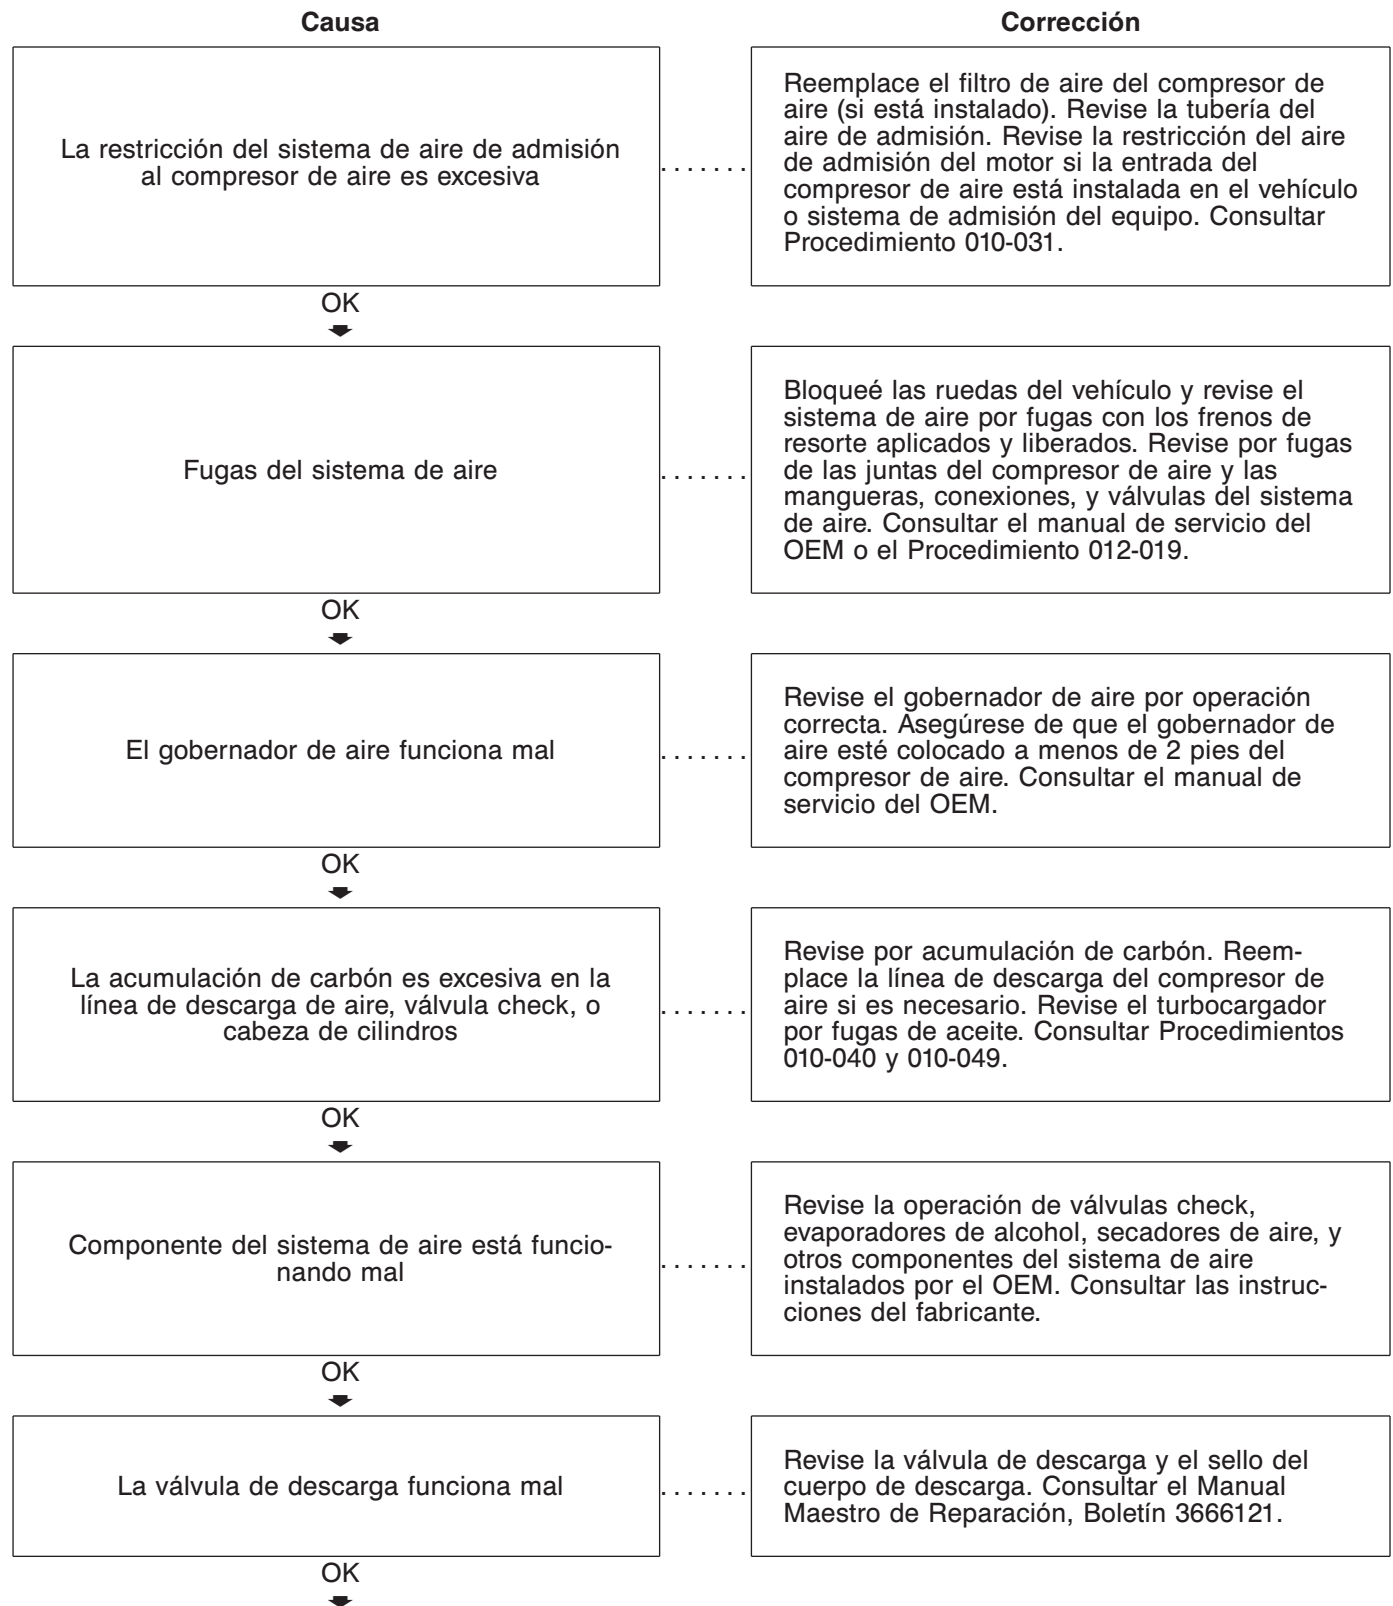 Causa
Corrección
La restricción del sistema de aire de admisión
al compresor de aire es excesiva
.......
Reemplace el filtro de aire del compresor de
aire (si está instalado). Revise la tubería del
aire de admisión. Revise la restricción del aire
de admisión del motor si la entrada del
compresor de aire está instalada en el vehículo
o sistema de admisión del equipo. Consultar
Procedimiento 010-031.
OK
Fugas del sistema de aire
.......
Bloqueé las ruedas del vehículo y revise el
sistema de aire por fugas con los frenos de
resorte aplicados y liberados. Revise por fugas
de las juntas del compresor de aire y las
mangueras, conexiones, y válvulas del sistema
de aire. Consultar el manual de servicio del
OEM o el Procedimiento 012-019.
OK
El gobernador de aire funciona mal
.......
Revise el gobernador de aire por operación
correcta. Asegúrese de que el gobernador de
aire esté colocado a menos de 2 pies del
compresor de aire. Consultar el manual de
servicio del OEM.
OK
La acumulación de carbón es excesiva en la
línea de descarga de aire, válvula check, o
cabeza de cilindros
.......
Revise por acumulación de carbón. Reem-
place la línea de descarga del compresor de
aire si es necesario. Revise el turbocargador
por fugas de aceite. Consultar Procedimientos
010-040 y 010-049.
OK
Componente del sistema de aire está funcio-
nando mal
.......
Revise la operación de válvulas check,
evaporadores de alcohol, secadores de aire, y
otros componentes del sistema de aire
instalados por el OEM. Consultar las instruc-
ciones del fabricante.
OK
La válvula de descarga funciona mal
.......
Revise la válvula de descarga y el sello del
cuerpo de descarga. Consultar el Manual
Maestro de Reparación, Boletín 3666121.
OK